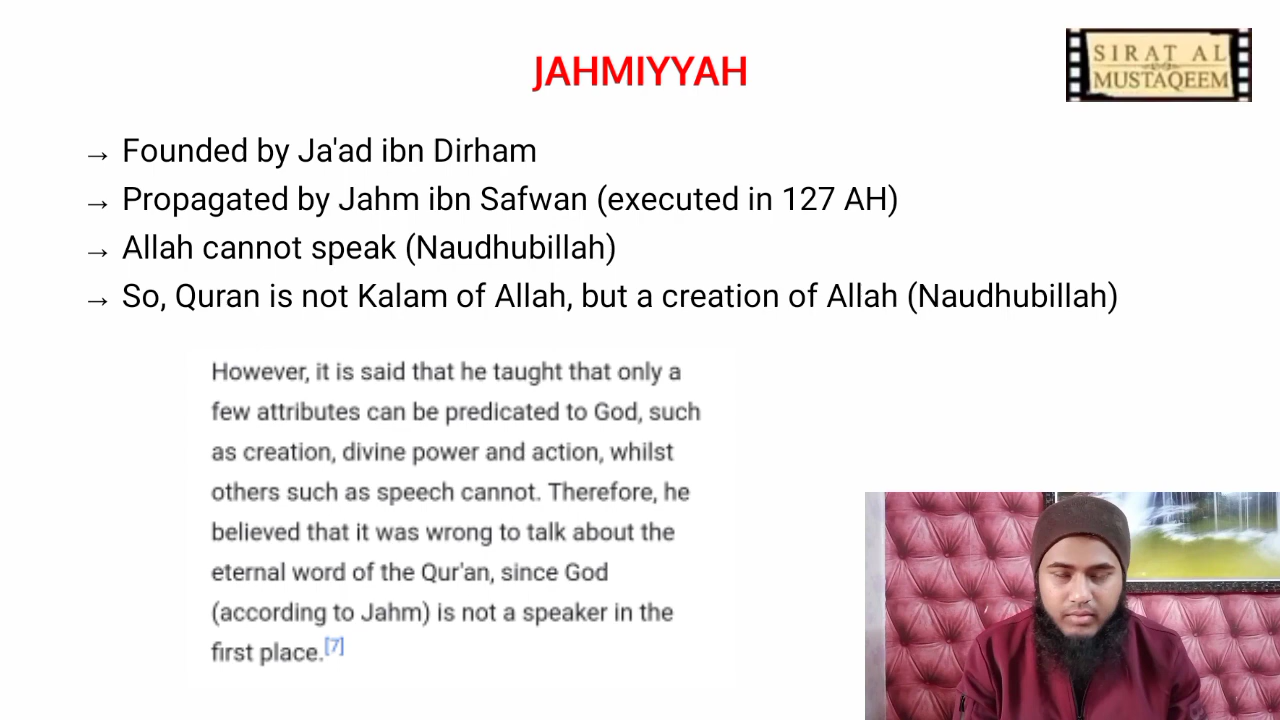 JAHMIYYAH
SIRAT AL
MUSTAQEEM
→ Founded by Ja'ad ibn Dirham
→ Propagated by Jahm ibn Safwan (executed in 127 AH)
→ Allah cannot speak (Naudhubillah)
→ So, Quran is not Kalam of Allah, but a creation of Allah (Naudhubillah)
However, it is said that he taught that only a
few attributes can be predicated to God, such
as creation, divine power and action, whilst
others such as speech cannot. Therefore, he
believed that it was wrong to talk about the
eternal word of the Qur'an, since God
(according to Jahm) is not a speaker in the
first place.[7]